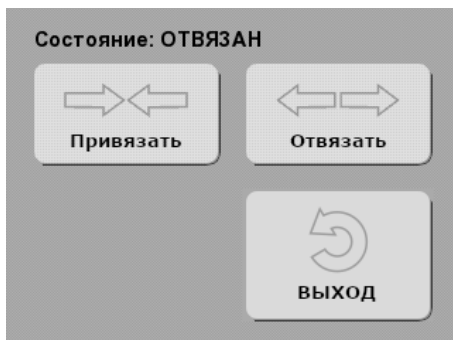 Состояние: ОТВЯЗАН
Привязать Отвязать
ВЫХОД